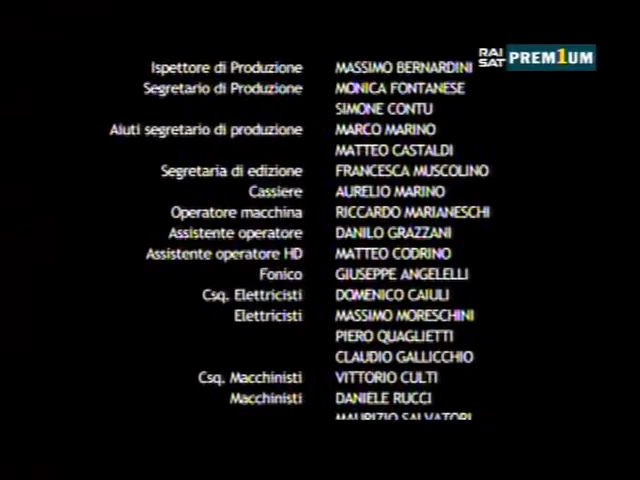 RAI
SAT PREM1UM
Ispettore di Produzione MASSIMO BERNARDINI
Segretario di Produzione MONICA FONTANESE
SIMONE CONTU
Aiuti segretario di produzione MARCO MARINO
MATTEO CASTALDI
Segretaria di edizione FRANCESCA MUSCOLINO
Cassiere AURELIO MARINO
Operatore macchina RICCARDO MARIANESCHI
Assistente operatore DANILO GRAZZANI
Assistente operatore HD MATTEO CODRINO
Fonico GIUSEPPE ANGELELLI
Csq. Elettricisti DOMENICO CAIULI
Elettricisti MASSIMO MORESCHINI
PIERO QUAGLIETTI
CLAUDIO GALLICCHIO
Csq. Macchinisti VITTORIO CULTI
Macchinisti DANIELE RUCCI
MAURIZIO SALVATORI